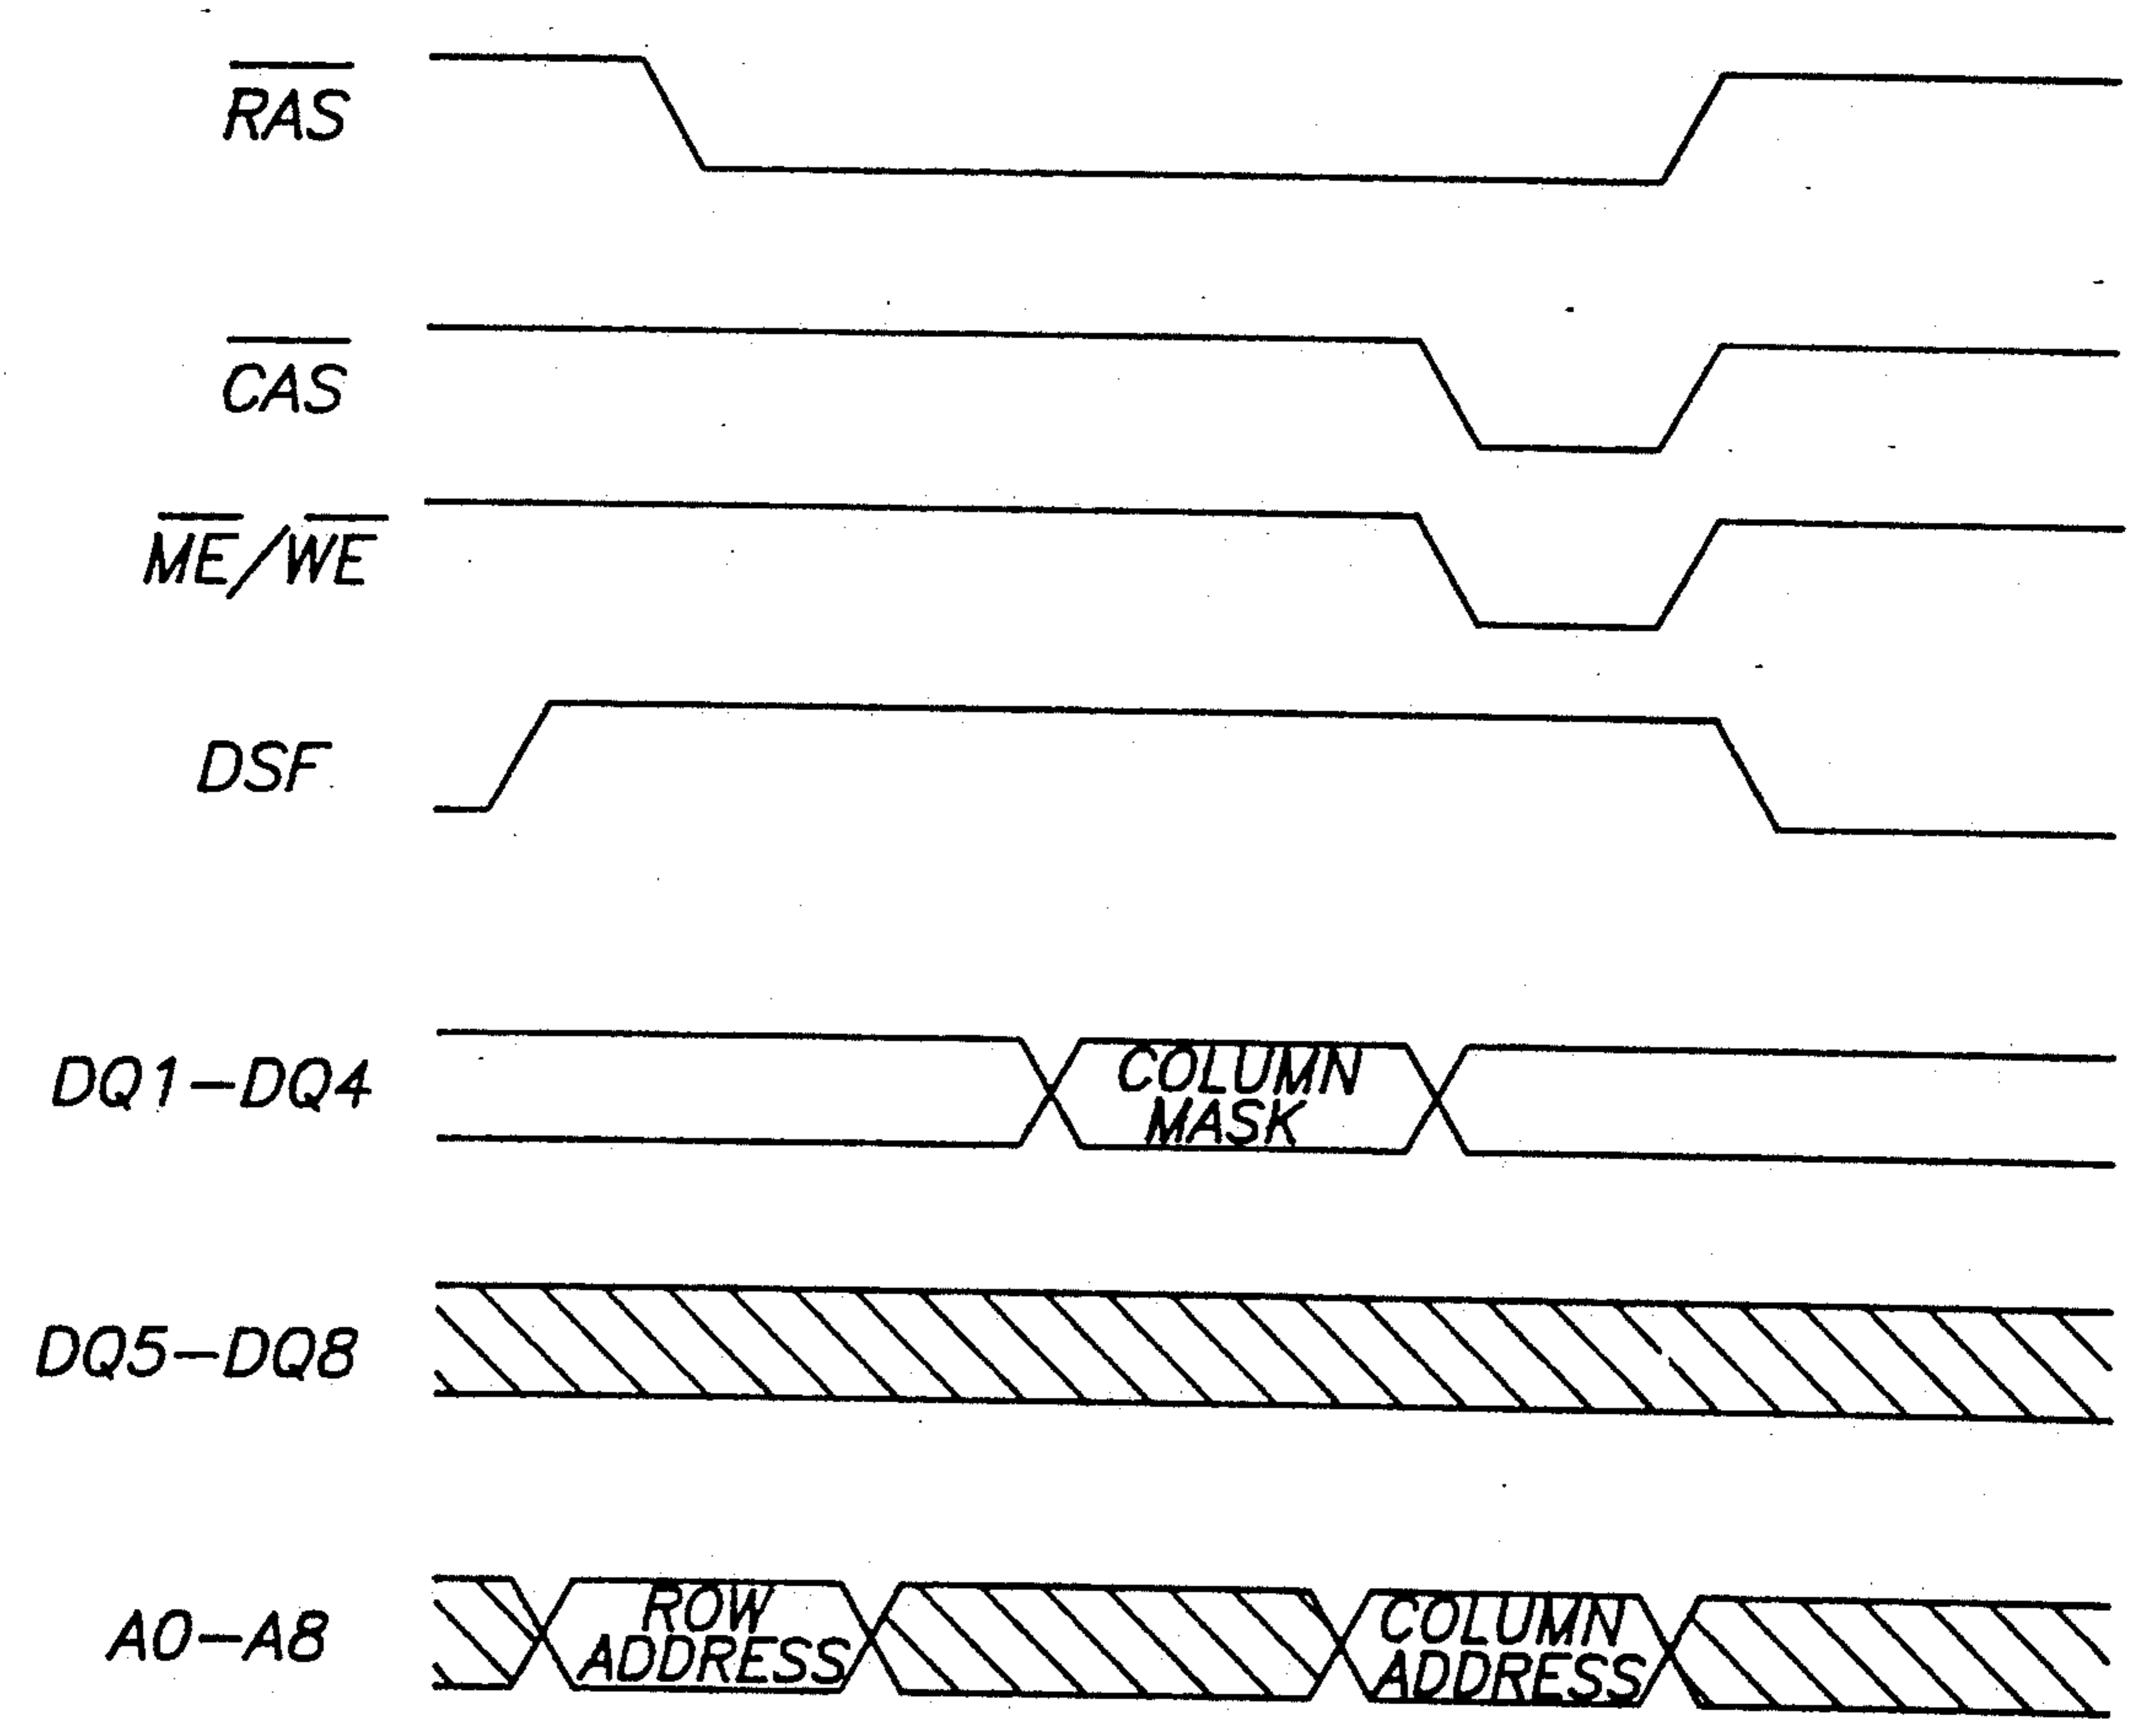 RAS
CAS
ME/WE
DSF
DQ1-DQ4
COLUMN
MASK
DQ5-DQ8
A0-A8
ROW
ADDRESS
COLUMN
ADDRESS